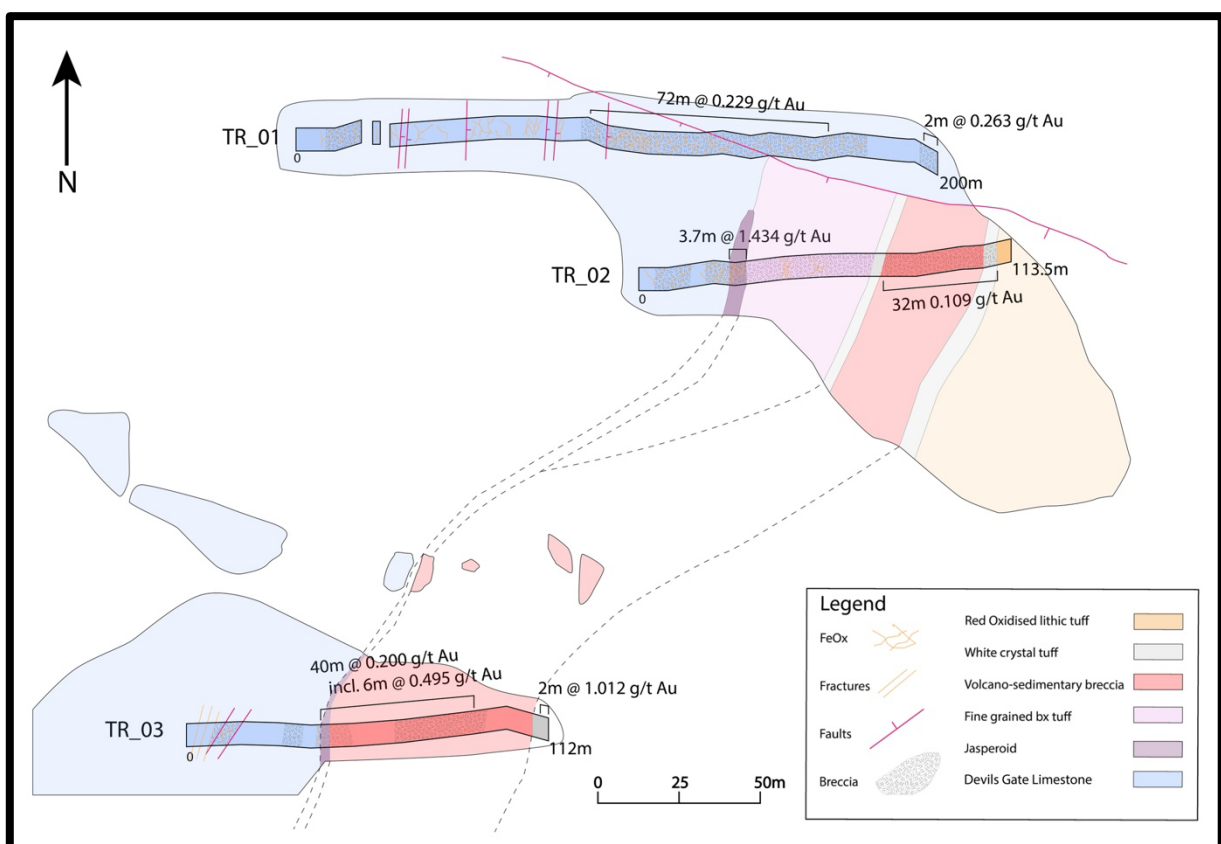 72m @ 0.229 g/t Au
2m @ 0.263 g/t Au
TR_01
0
200m
N
3.7m @ 1.434 g/t Au
TR_02
0
113.5m
32m 0.109 g/t Au
40m @ 0.200 g/t Au
incl. 6m @ 0.495 g/t Au
2m @ 1.012 g/t Au
TR_03
0
112m
0 25 50m
Legend
FeOx
Fractures
Faults
Breccia
Red Oxidised lithic tuff
White crystal tuff
Volcano-sedimentary breccia
Fine grained bx tuff
Jasperoid
Devils Gate Limestone